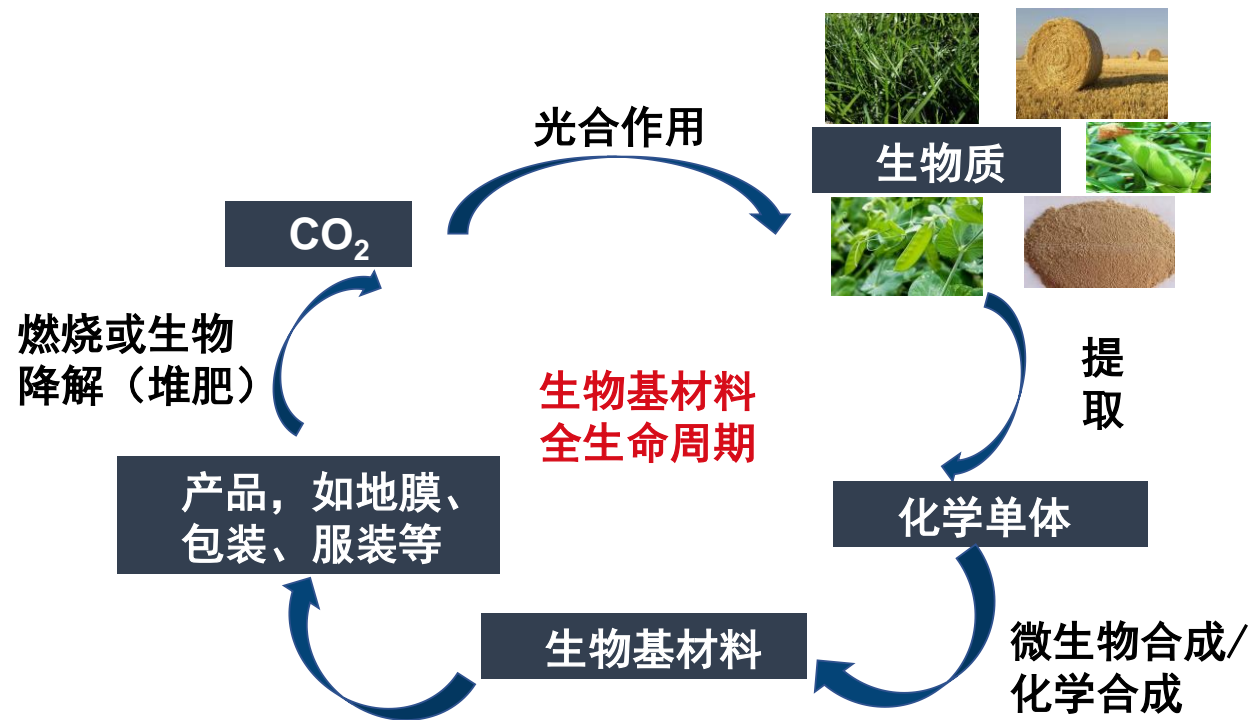 光合作用
生物质
CO₂
燃烧或生物
降解（堆肥）
提
取
生物基材料
全生命周期
产品，如地膜、
包装、服装等
化学单体
生物基材料
微生物合成/
化学合成